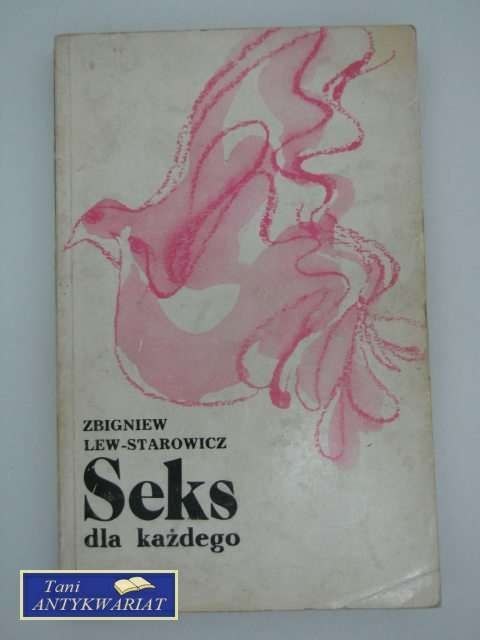 ZBIGNIEW
LEW-STAROWICZ
Seks
dla każdego
Tani
ANTYKWARIAT